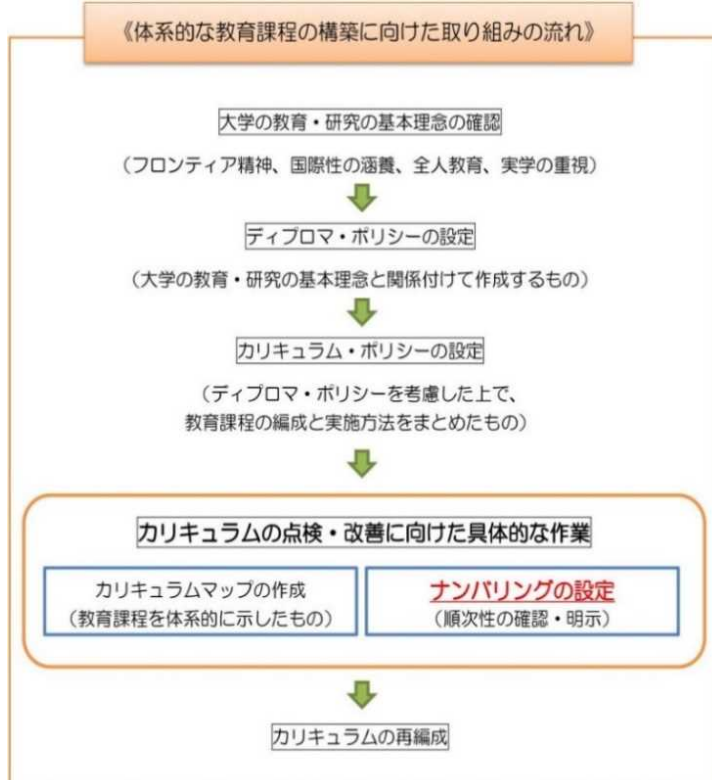 《体系的な教育課程の構築に向けた取り組みの流れ》
大学の教育・研究の基本理念の確認
（フロンティア精神、国際性の涵養、全人教育、実学の重視）
ディプロマ・ポリシーの設定
（大学の教育・研究の基本理念と関係付けて作成するもの）
カリキュラム・ポリシーの設定
（ディプロマ・ポリシーを考慮した上で、
教育課程の編成と実施方法をまとめたもの）
カリキュラムの点検・改善に向けた具体的な作業
カリキュラムマップの作成
（教育課程を体系的に示したもの）
ナンバリングの設定
（順次性の確認・明示）
カリキュラムの再編成